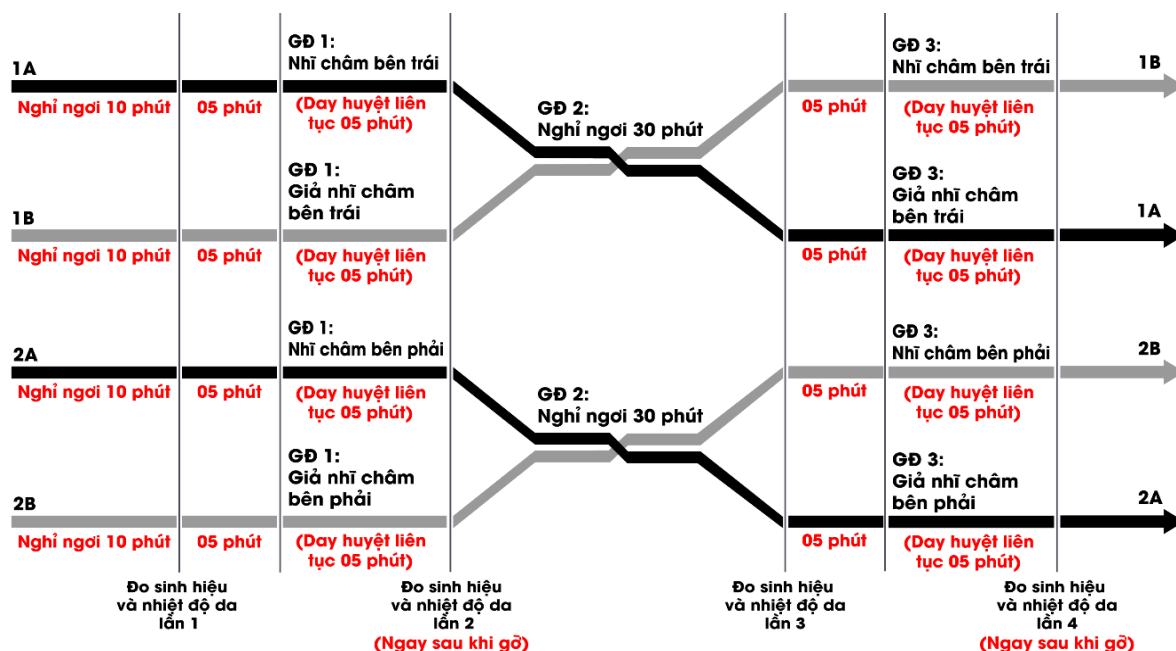 GĐ 1:
Nhĩ châm bên trái
1A
Nghỉ ngơi 10 phút
05 phút
(Day huyệt liên
tục 05 phút)
GĐ 1:
Giả nhĩ châm
bên trái
1B
Nghỉ ngơi 10 phút
05 phút
(Day huyệt liên
tục 05 phút)
GĐ 2:
Nghỉ ngơi 30 phút
GĐ 3:
Nhĩ châm bên trái
1B
05 phút
(Day huyệt liên
tục 05 phút)
GĐ 3:
Giả nhĩ châm
bên trái
1A
05 phút
(Day huyệt liên
tục 05 phút)
GĐ 1:
Nhĩ châm bên phải
2A
Nghỉ ngơi 10 phút
05 phút
(Day huyệt liên
tục 05 phút)
GĐ 1:
Giả nhĩ châm
bên phải
2B
Nghỉ ngơi 10 phút
05 phút
(Day huyệt liên
tục 05 phút)
GĐ 2:
Nghỉ ngơi 30 phút
GĐ 3:
Nhĩ châm bên phải
2B
05 phút
(Day huyệt liên
tục 05 phút)
GĐ 3:
Giả nhĩ châm
bên phải
2A
05 phút
(Day huyệt liên
tục 05 phút)
Đo sinh hiệu
và nhiệt độ da
lần 1
Đo sinh hiệu
và nhiệt độ da
lần 2
(Ngay sau khi gỡ)
Đo sinh hiệu
và nhiệt độ da
lần 3
Đo sinh hiệu
và nhiệt độ da
lần 4
(Ngay sau khi gỡ)